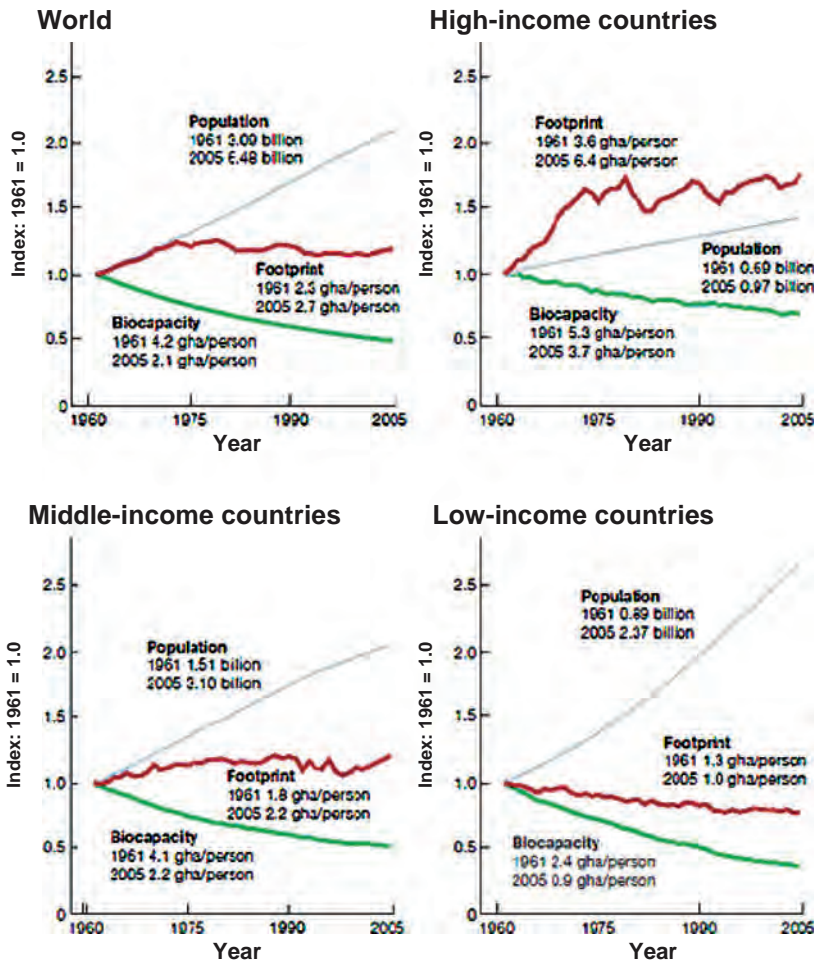 World
2.5
2.0
1.5
1.0
0.5
0
Index: 1961 = 1.0
Population
1961 3.09 billion
2005 6.48 billion
Footprint
1961 2.3 gha/person
2005 2.7 gha/person
Biocapacity
1961 4.2 gha/person
2005 2.1 gha/person
1960
1975
1990
2005
Year
High-income countries
2.5
2.0
1.5
1.0
0.5
0
Index: 1961 = 1.0
Footprint
1961 3.6 gha/person
2005 6.4 gha/person
Population
1961 0.69 billion
2005 0.97 billion
Biocapacity
1961 5.3 gha/person
2005 3.7 gha/person
1960
1975
1990
2005
Year
Middle-income countries
2.5
2.0
1.5
1.0
0.5
0
Index: 1961 = 1.0
Population
1961 1.51 billion
2005 3.10 billion
Footprint
1961 1.8 gha/person
2005 2.2 gha/person
Biocapacity
1961 4.1 gha/person
2005 2.2 gha/person
1960
1975
1990
2005
Year
Low-income countries
2.5
2.0
1.5
1.0
0.5
0
Index: 1961 = 1.0
Population
1961 0.89 billion
2005 2.37 billion
Footprint
1961 1.3 gha/person
2005 1.0 gha/person
Biocapacity
1961 2.4 gha/person
2005 0.9 gha/person
1960
1975
1990
2005
Year